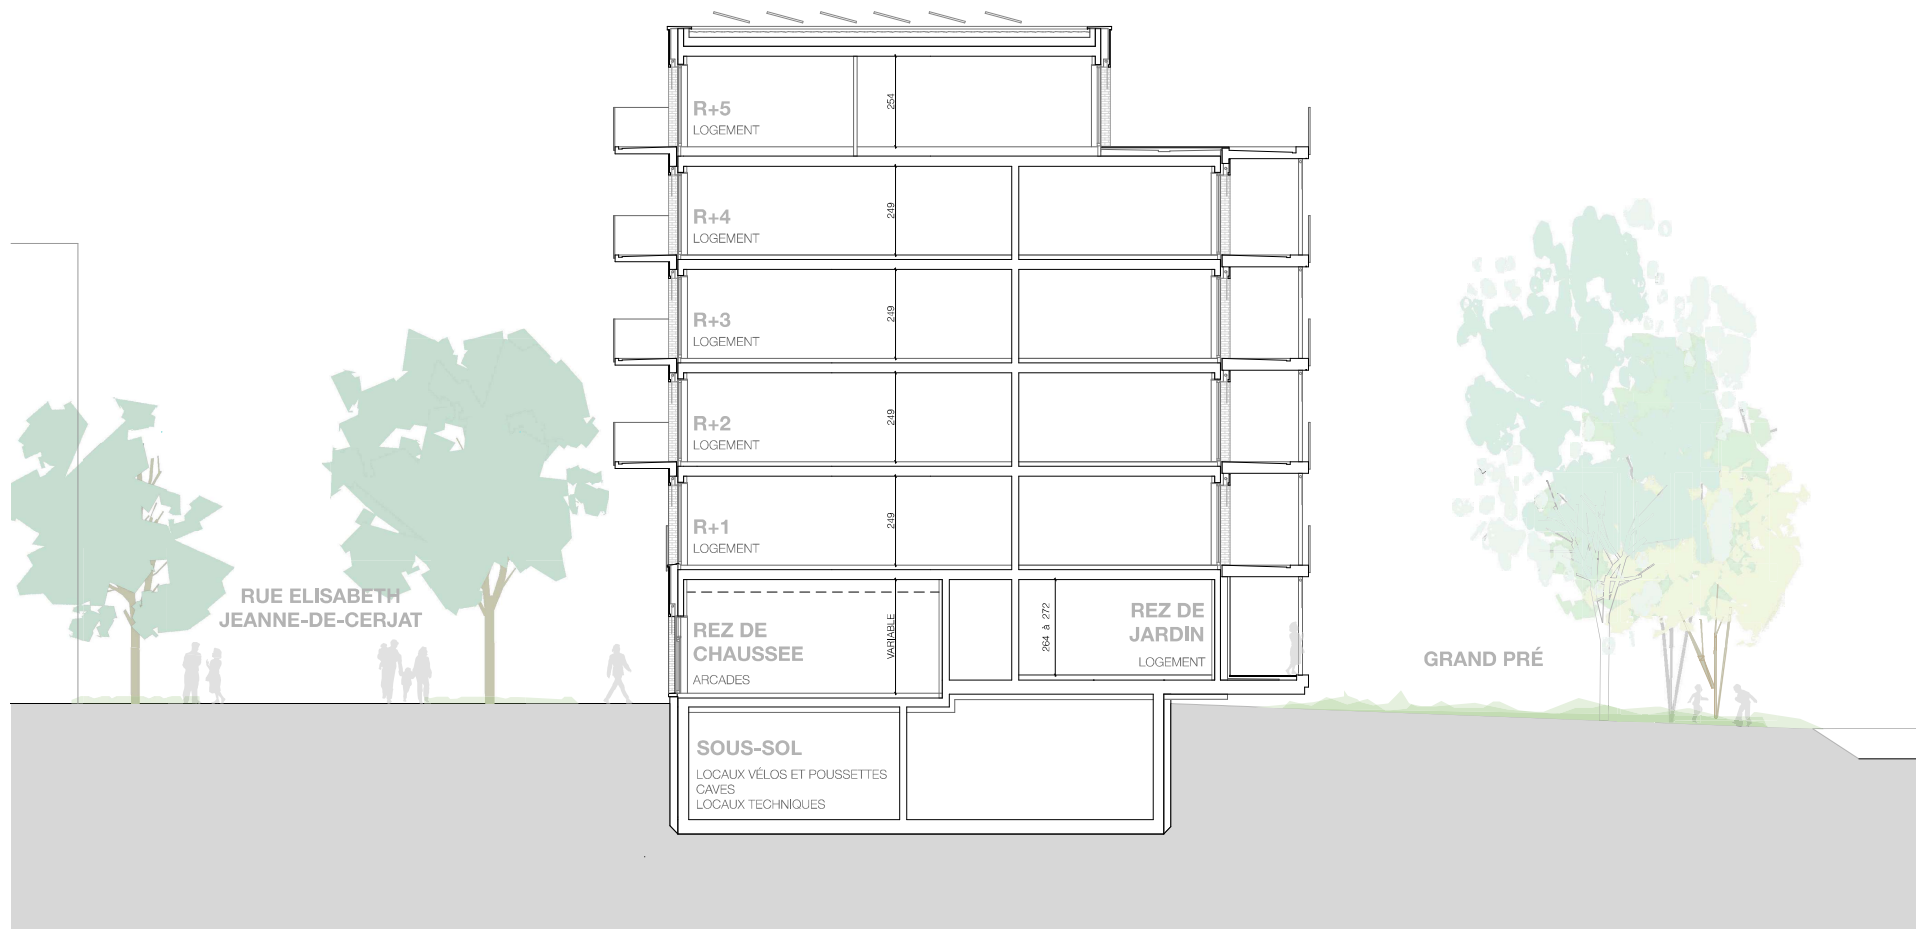 R+5
LOGEMENT
254
R+4
LOGEMENT
249
R+3
LOGEMENT
249
R+2
LOGEMENT
249
R+1
LOGEMENT
249
RUE ELISABETH
JEANNE-DE-CERJAT
REZ DE
CHAUSSEE
ARCADES
VARIABLE
264 à 272
REZ DE
JARDIN
LOGEMENT
GRAND PRÉ
SOUS-SOL
LOCAUX VÉLOS ET POUSSETTES
CAVES
LOCAUX TECHNIQUES